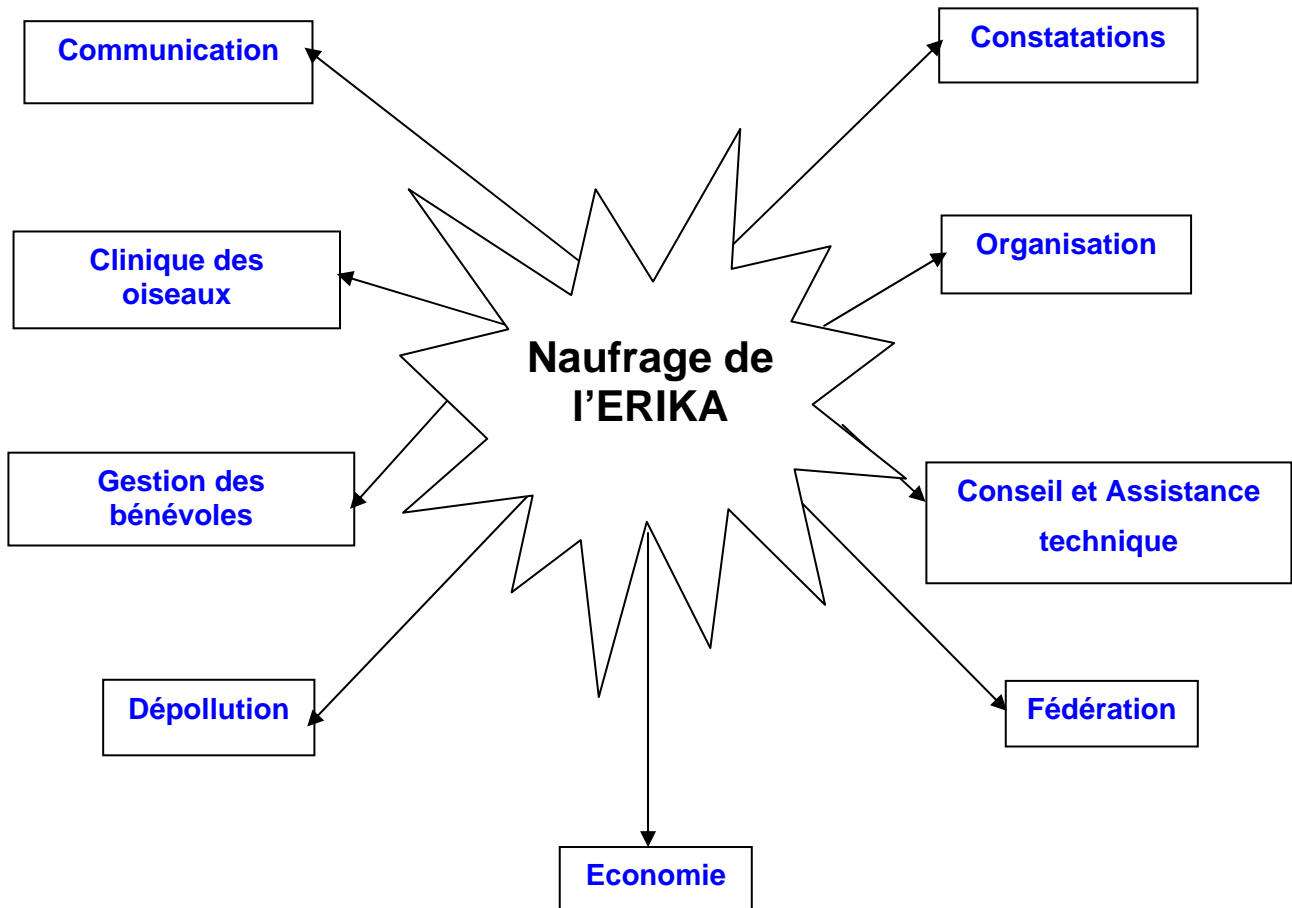 Communication
Constatations
Clinique des
oiseaux
Organisation
Naufrage de
l’ERIKA
Gestion des
bénévoles
Conseil et Assistance
technique
Dépollution
Fédération
Economie